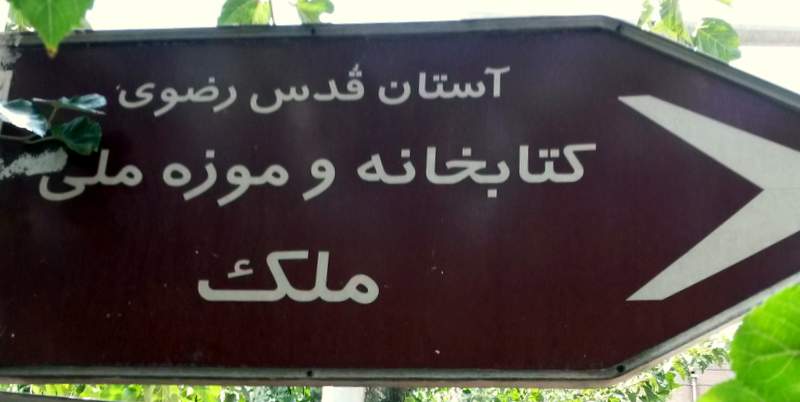 آستان قُدس رضوی
کتابخانه و موزه ملی
ملک